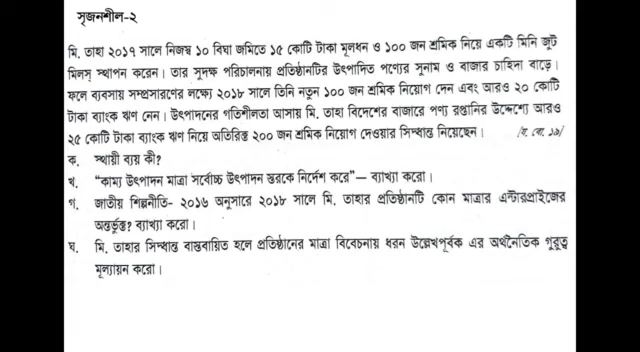 সৃজনশীল-২
মি. তাহা ২০১৭ সালে নিজস্ব ১০ বিঘা জমিতে ১৫ কোটি টাকা মূলধন ও ১০০ জন শ্রমিক নিয়ে একটি মিনি জুট
মিলস্ স্থাপন করেন। তার সুদক্ষ পরিচালনায় প্রতিষ্ঠানটির উৎপাদিত পণ্যের সুনাম ও বাজার চাহিদা বাড়ে।
ফলে ব্যবসায় সম্প্রসারণের লক্ষ্যে ২০১৮ সালে তিনি নতুন ১০০ জন শ্রমিক নিয়োগ দেন এবং আরও ২০ কোটি
টাকা ব্যাংক ঋণ নেন। উৎপাদনের গতিশীলতা আসায় মি. তাহা বিদেশের বাজারে পণ্য রপ্তানির উদ্দেশ্যে আরও
২৫ কোটি টাকা ব্যাংক ঋণ নিয়ে অতিরিক্ত ২০০ জন শ্রমিক নিয়োগ দেওয়ার সিদ্ধান্ত নিয়েছেন। বো. ১৯/
ক. স্থায়ী ব্যয় কী?
খ. “কাম্য উৎপাদন মাত্রা সর্বোচ্চ উৎপাদন স্তরকে নির্দেশ করে”— ব্যাখ্যা করো।
গ. জাতীয় শিল্পনীতি- ২০১৬ অনুসারে ২০১৮ সালে মি. তাহার প্রতিষ্ঠানটি কোন মাত্রার এন্টারপ্রাইজের
অন্তর্ভুক্ত? ব্যাখ্যা করো।
ঘ. মি. তাহার সিদ্ধান্ত বাস্তবায়িত হলে প্রতিষ্ঠানের মাত্রা বিবেচনায় ধরন উল্লেখপূর্বক এর অর্থনৈতিক গুরুত্ব
মূল্যায়ন করো।